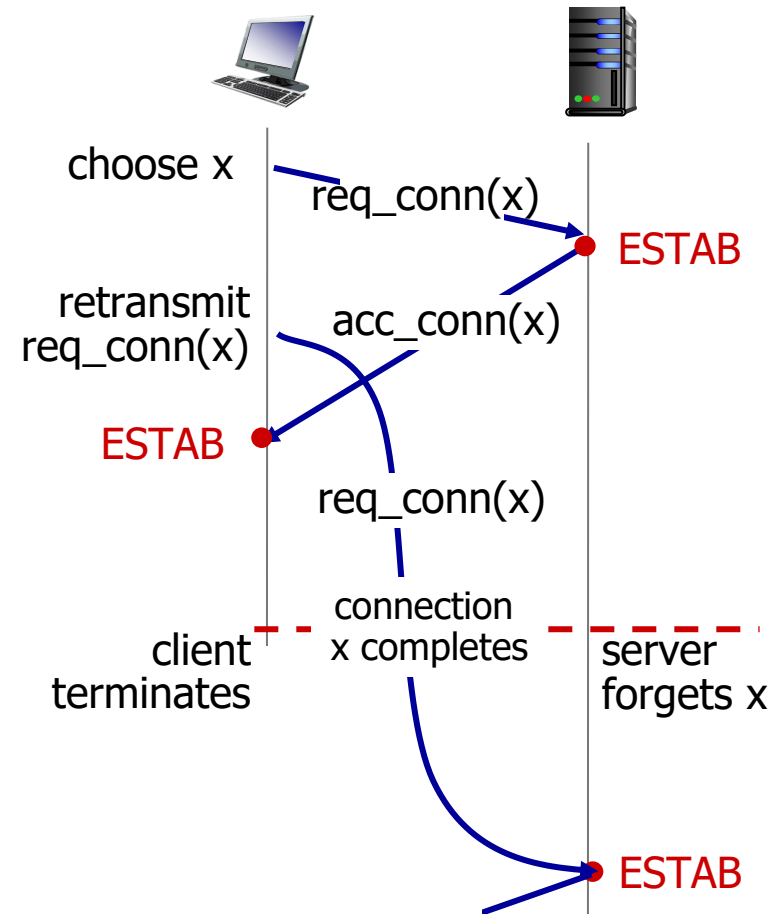 choose x
req_conn(x)
ESTAB
retransmit
req_conn(x)
acc_conn(x)
ESTAB
req_conn(x)
connection
x completes
client
terminates
server
forgets x
ESTAB